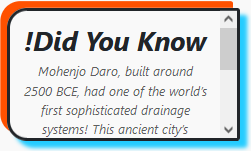 !Did You Know
Mohenjo Daro, built around
2500 BCE, had one of the world's
first sophisticated drainage
systems! This ancient city's